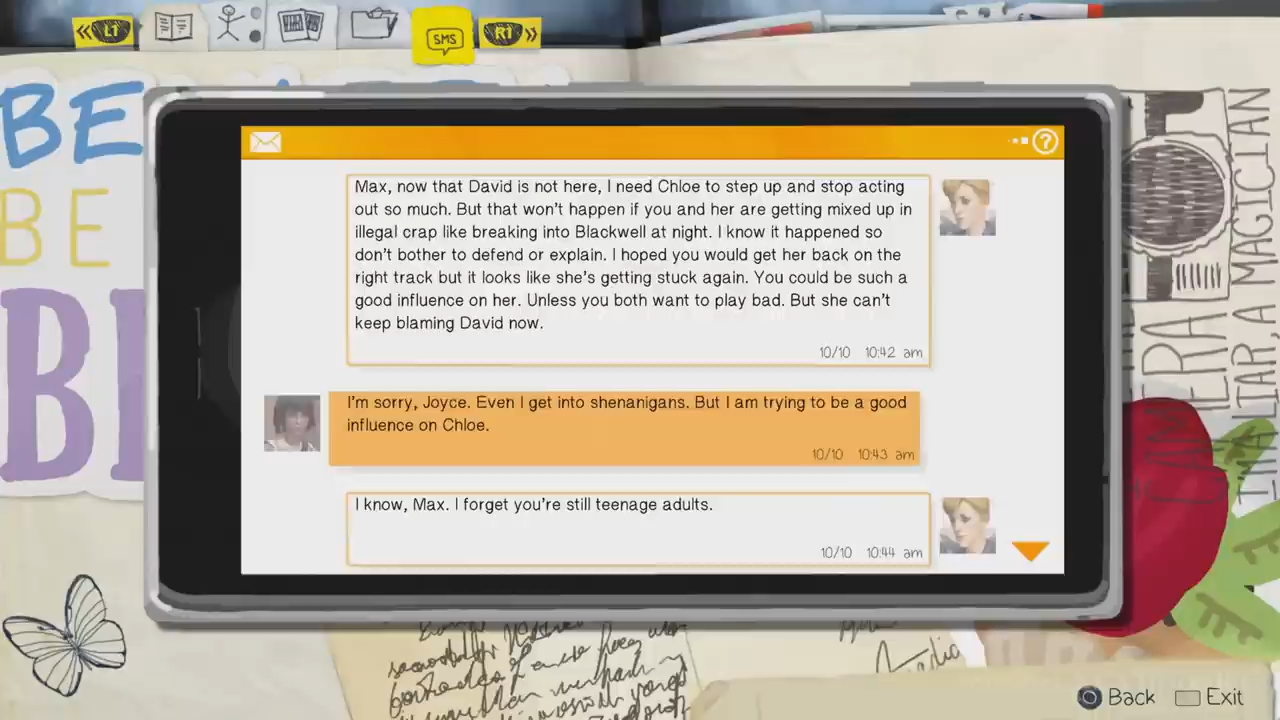 L1
SMS
R1
BE
BE
BE
Max, now that David is not here, I need Chloe to step up and stop acting
out so much. But that won't happen if you and her are getting mixed up in
illegal crap like breaking into Blackwell at night. I know it happened so
don't bother to defend or explain. I hoped you would get her back on the
right track but it looks like she's getting stuck again. You could be such a
good influence on her. Unless you both want to play bad. But she can't
keep blaming David now.
10/10 10:42 am
I'm sorry, Joyce. Even I get into shenanigans. But I am trying to be a good
influence on Chloe.
10/10 10:43 am
I know, Max. I forget you're still teenage adults.
10/10 10:44 am
?
A MAGICIAN
LIAR,
Back
Exit